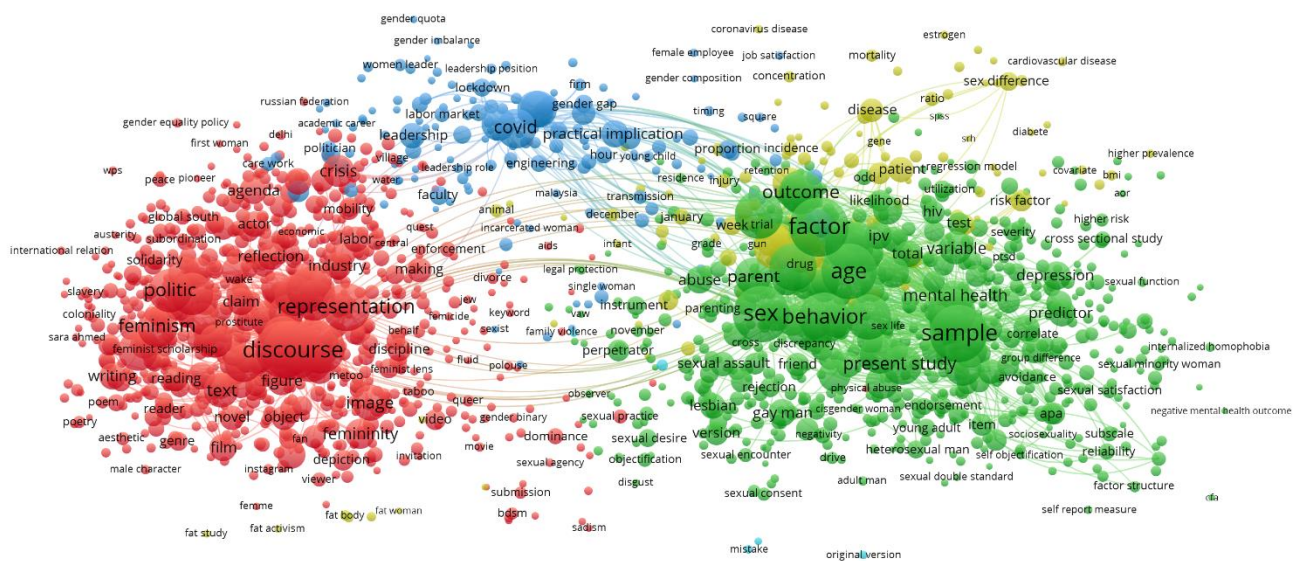 gender quota
coronavirus disease
estrogen
gender imbalance
female employee
job satisfaction
mortality
cardiovascular disease
women leader
leadership position
gender composition
concentration
sex difference
lockdown
firm
russian federation
labor market
gender gap
timing
square
disease
ratio
spss
gender equality policy
delhi
academic career
leadership
covid
practical implication
first woman
politician
gene
srh
diabete
care work
village
leadership role
engineering
hour
young child
proportion incidence
higher prevalence
wps
peace
pioneer
crisis
water
faculty
residence
retention
injury
odd
patient
regression model
covariate
bmi
agenda
malaysia
transmission
outcome
likelihood
utilization
aor
global south
actor
mobility
animal
december
january
week
trial
factor
hiv
test
risk factor
austerity
subordination
economic
quest
incarcerated woman
higher risk
international relation
solidarity
reflection
labor
central
enforcement
aids
infant
grade
gun
ipv
total
variable
severity
cross sectional study
wake
industry
making
legal protection
drug
ptsd
slavery
politic
claim
divorce
single woman
abuse
parent
age
depression
sexual function
coloniality
representation
jew
keyword
vaw
instrument
parenting
mental health
predictor
prostitute
behalf
femicide
sexist
family violence
november
sex
behavior
sex life
sample
correlate
sara ahmed
feminism
feminist scholarship
discourse
discipline
fluid
polouse
perpetrator
cross
discrepancy
group difference
internalized homophobia
writing
reading
text
figure
metoo
feminist lens
observer
sexual assault
friend
present study
avoidance
sexual minority woman
poem
reader
novel
object
image
taboo
queer
rejection
physical abuse
sexual satisfaction
poetry
aesthetic
genre
film
fan
femininity
video
gender binary
sexual practice
lesbian
gay man
cisgender woman
endorsement
item
apa
negative mental health outcome
depiction
invitation
movie
dominance
sexual desire
version
negativity
young adult
sociosexuality
subscale
male character
instagram
viewer
sexual agency
objectification
sexual encounter
drive
heterosexual man
self objectification
reliability
disgust
sexual consent
adult man
sexual double standard
factor structure
submission
femme
fat body
fat woman
bdsm
sadism
self report measure
cfa
fat study
fat activism
mistake
original version